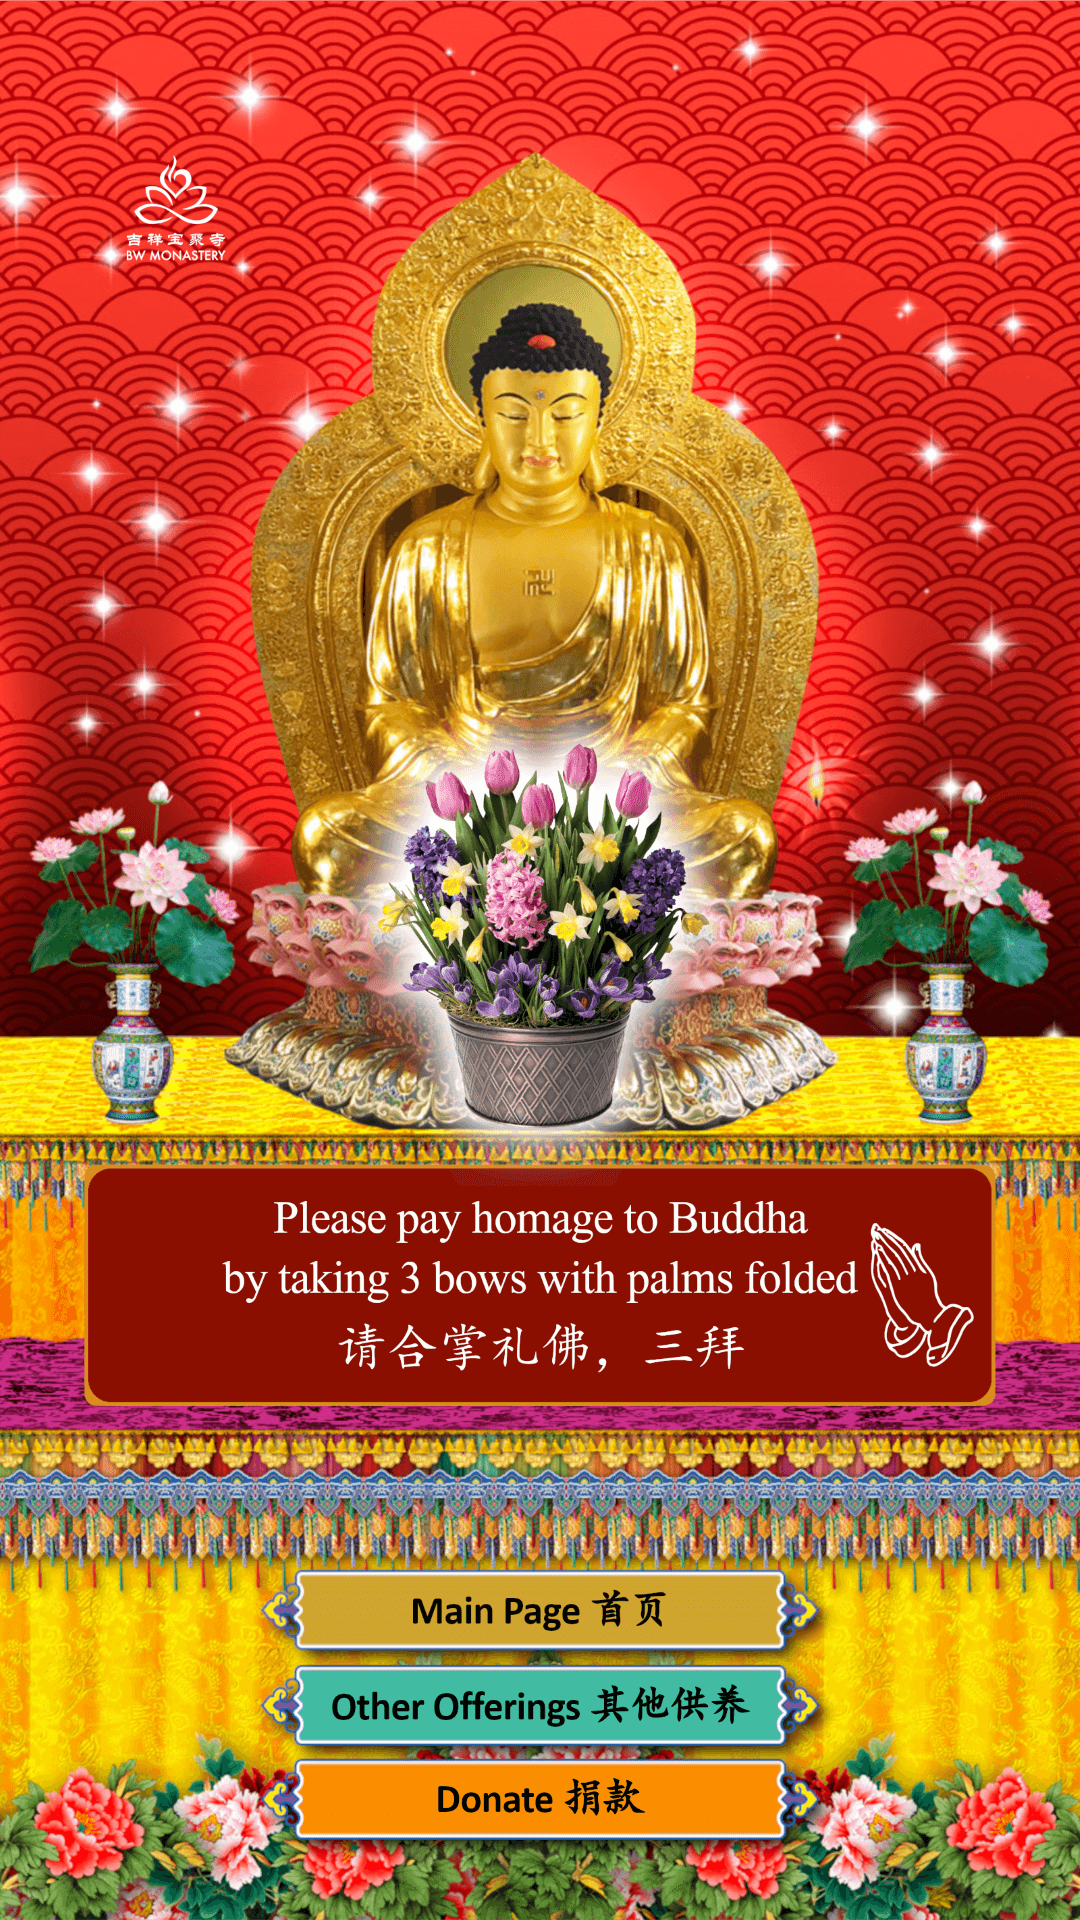 吉祥宝聚寺
BW MONASTERY
卍
Please pay homage to Buddha
by taking 3 bows with palms folded
请合掌礼佛，三拜
Main Page 首页
Other Offerings 其他供养
Donate 捐款